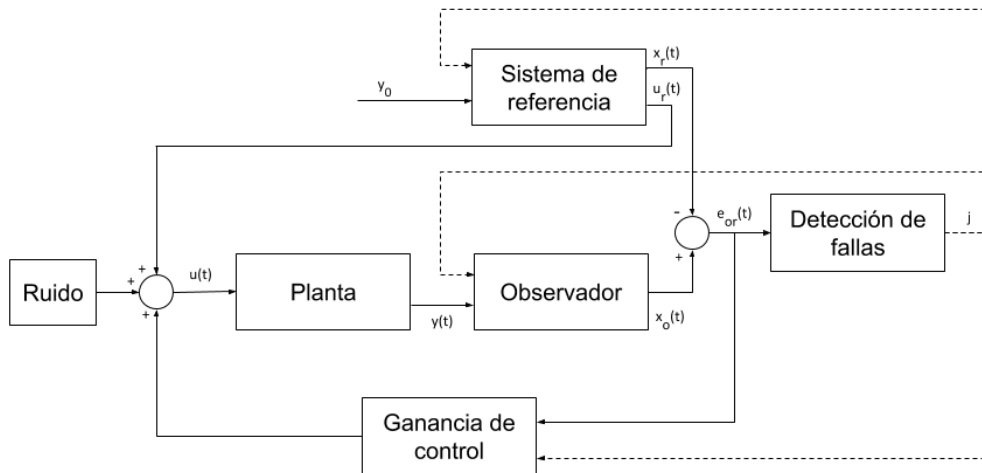 Sistema de
referencia
x_r(t)
u_r(t)
y_0
-
e_or(t)
Detección de
fallas
j
+
+
+
+
u(t)
Ruido
Planta
y(t)
Observador
x_o(t)
Ganancia de
control